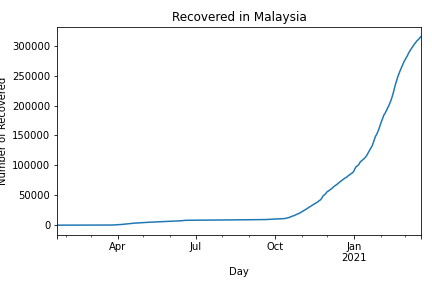 Recovered in Malaysia
Number of Recovered
300000
250000
200000
150000
100000
50000
0
Apr
Jul
Oct
Jan
2021
Day